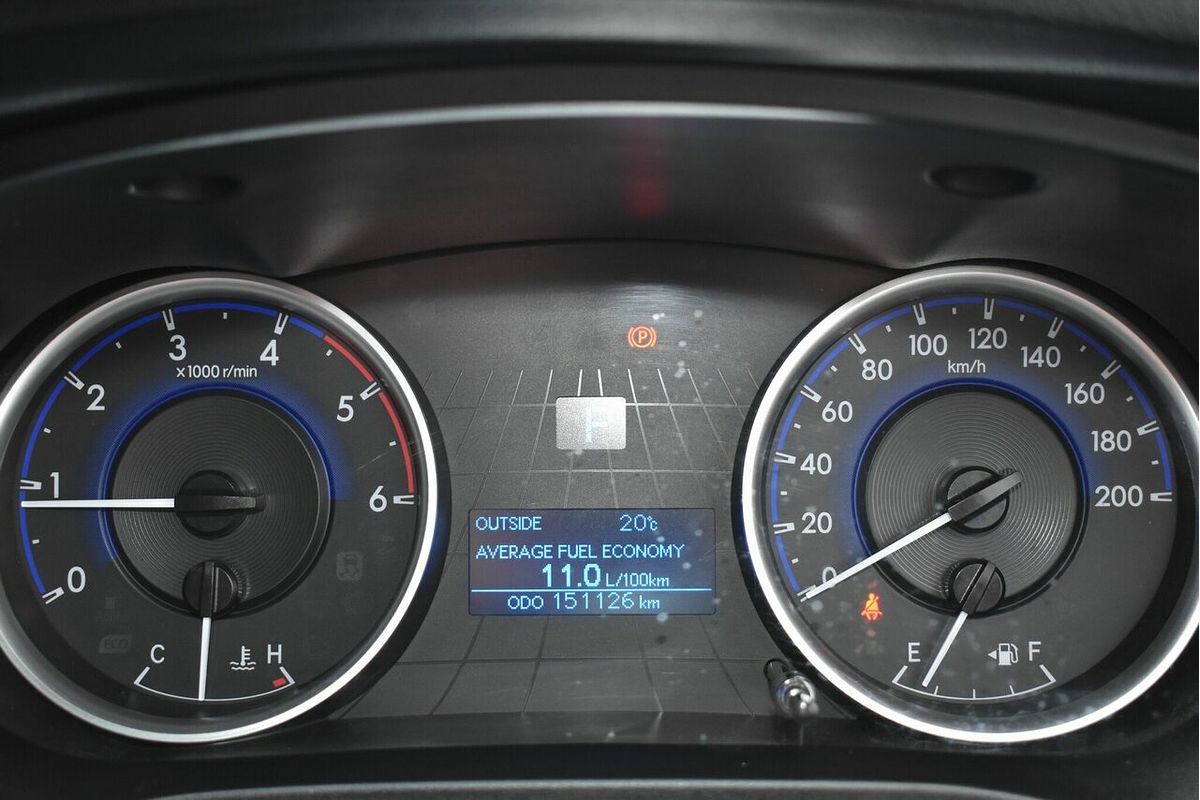 0
1
2
3
4
5
6
x1000 r/min
C
H
ECO
P
OUTSIDE 20℃
AVERAGE FUEL ECONOMY
11.0 L/100km
ODO 151126 km
0
20
40
60
80
100
120
140
160
180
200
km/h
E
F